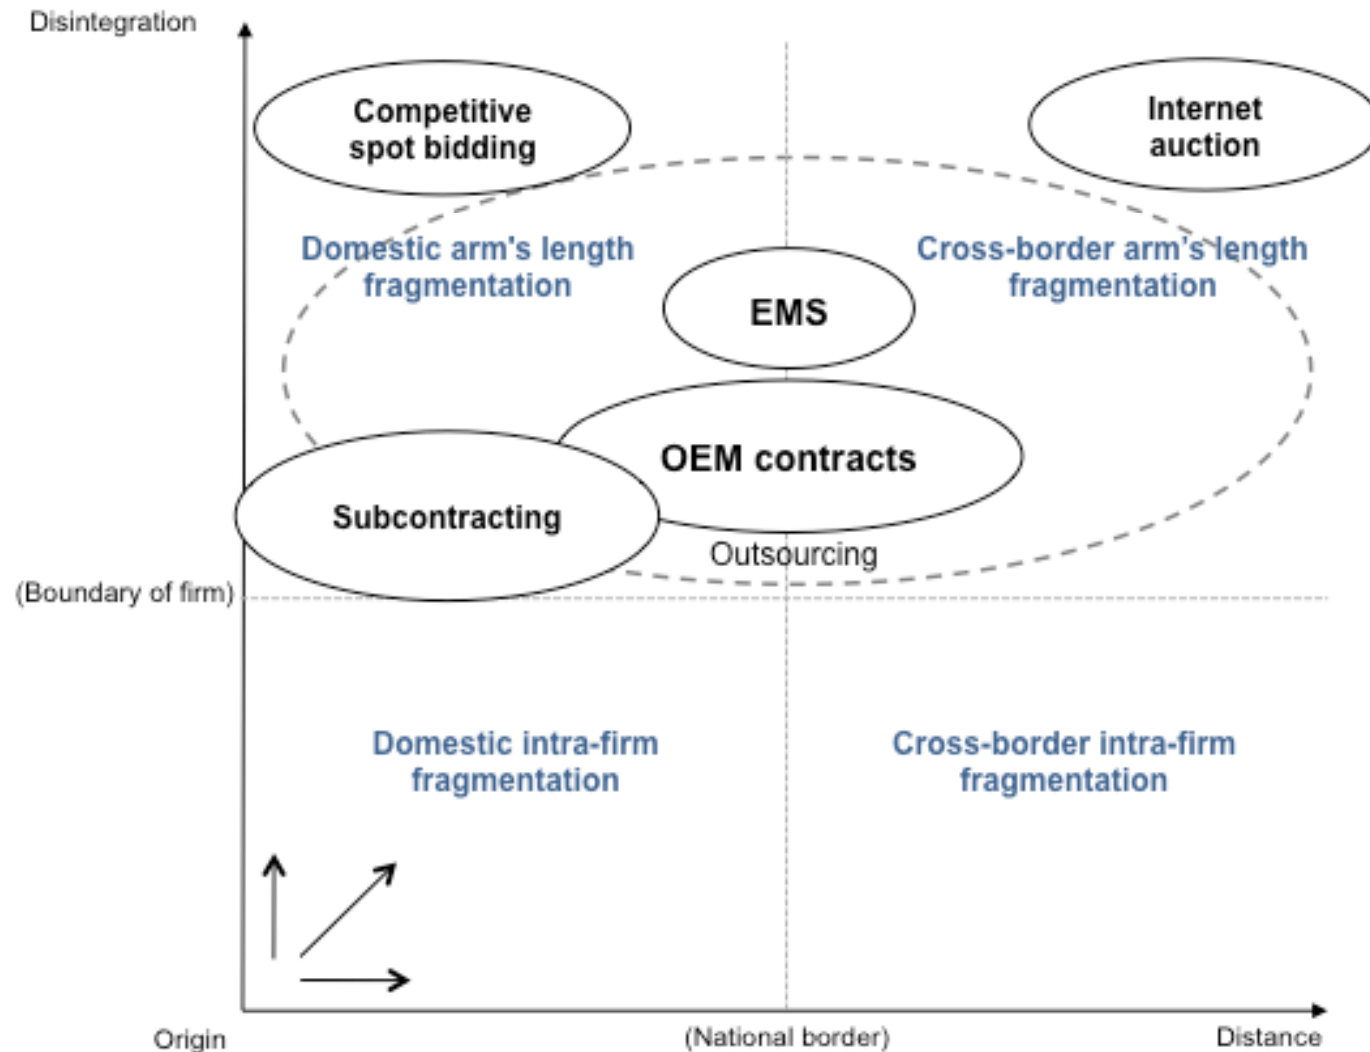 Disintegration
Competitive
spot bidding
Internet
auction
Domestic arm's length
fragmentation
Cross-border arm's length
fragmentation
EMS
OEM contracts
Subcontracting
Outsourcing
(Boundary of firm)
Domestic intra-firm
fragmentation
Cross-border intra-firm
fragmentation
Origin
(National border)
Distance